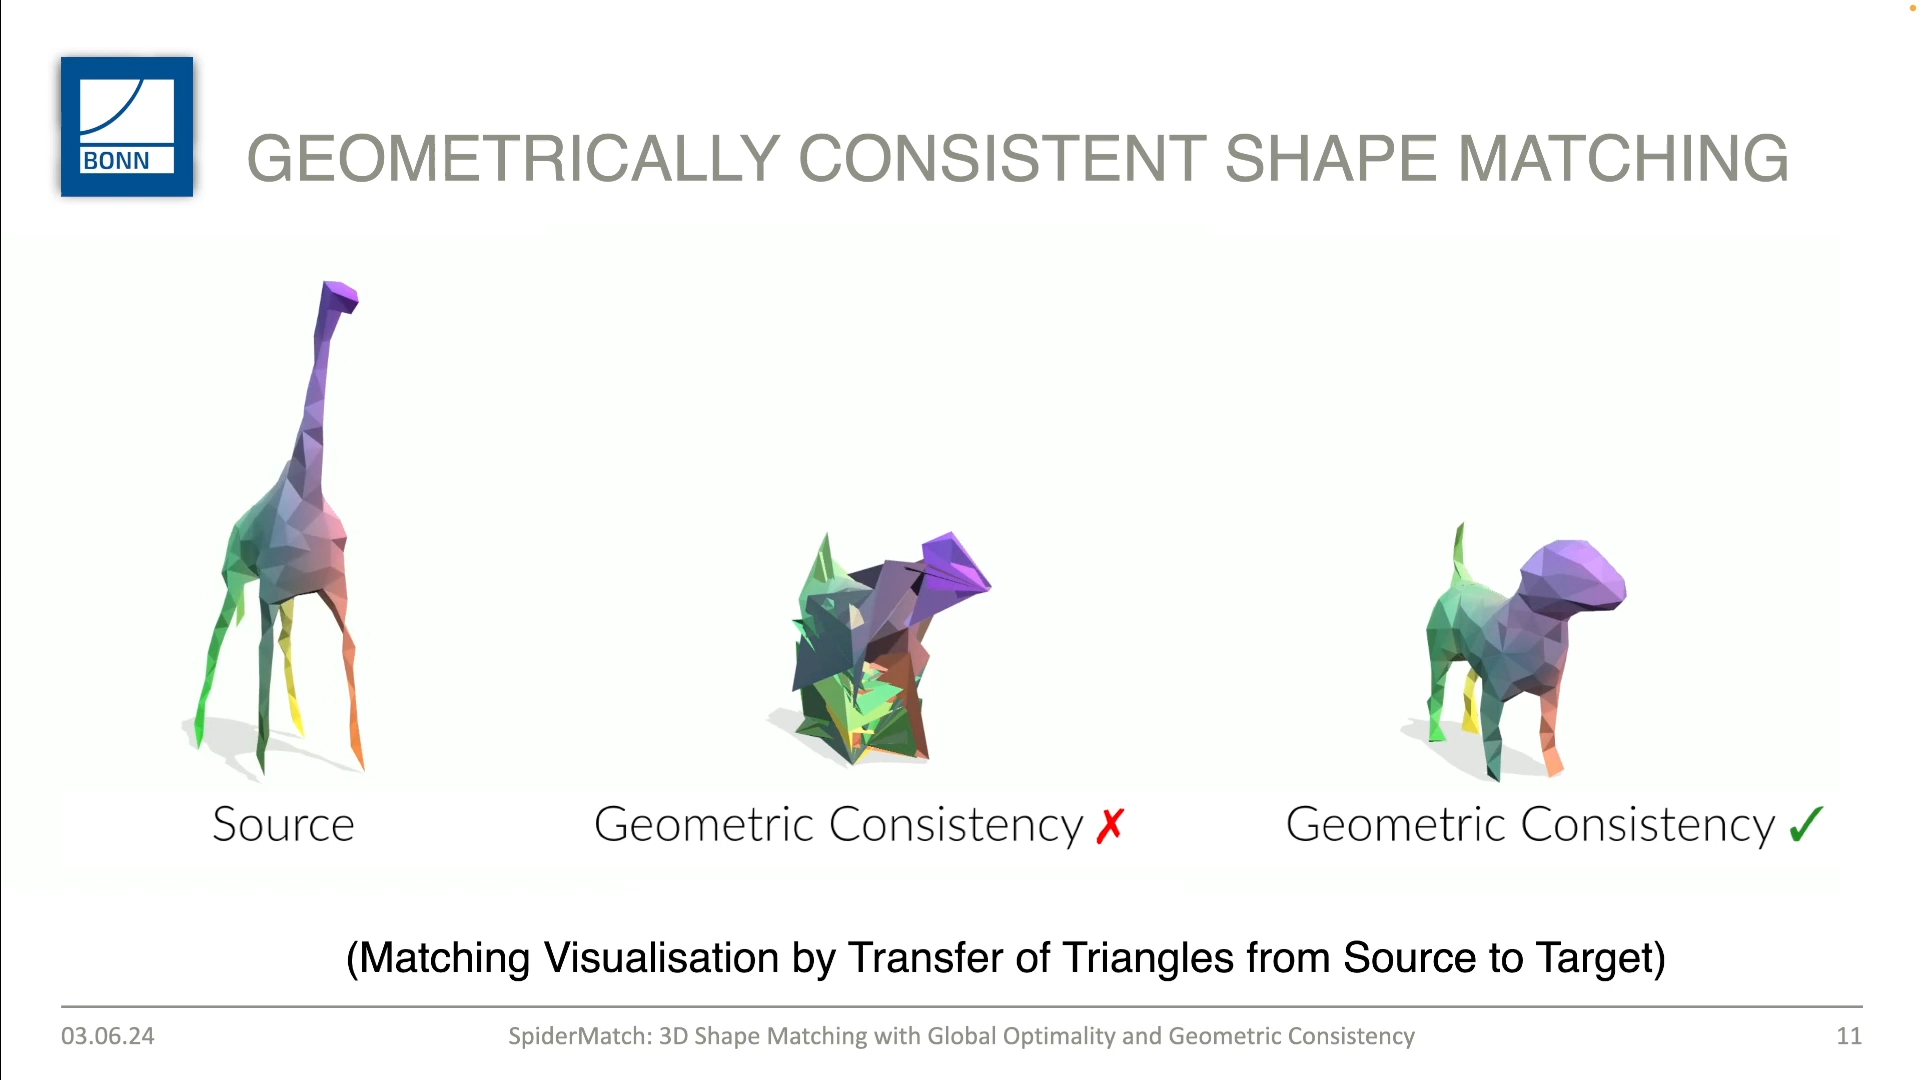 BONN
GEOMETRICALLY CONSISTENT SHAPE MATCHING
Source
Geometric Consistency ✗
Geometric Consistency ✓
(Matching Visualisation by Transfer of Triangles from Source to Target)
03.06.24
SpiderMatch: 3D Shape Matching with Global Optimality and Geometric Consistency
11